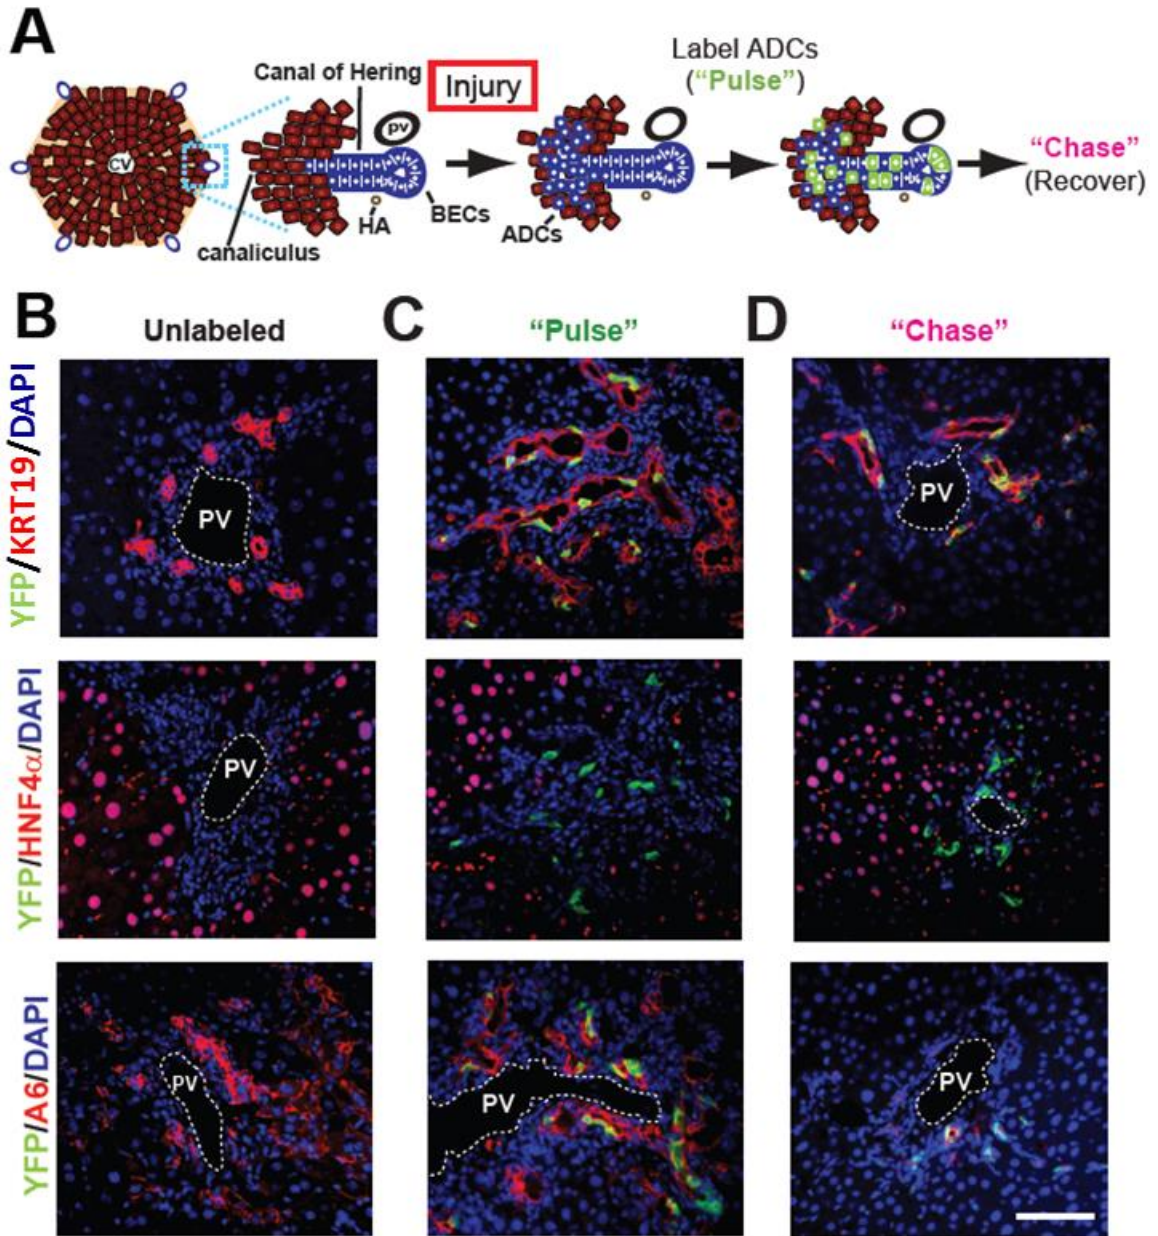 A
Label ADCs
("Pulse")
Canal of Hering
Injury
PV
CV
"Chase"
(Recover)
HA
BECs
ADCs
canaliculus
B
Unlabeled
C
"Pulse"
D
"Chase"
YFP/KRT19/DAPI
PV
PV
YFP/HNF4α/DAPI
PV
YFP/A6/DAPI
PV
PV
PV